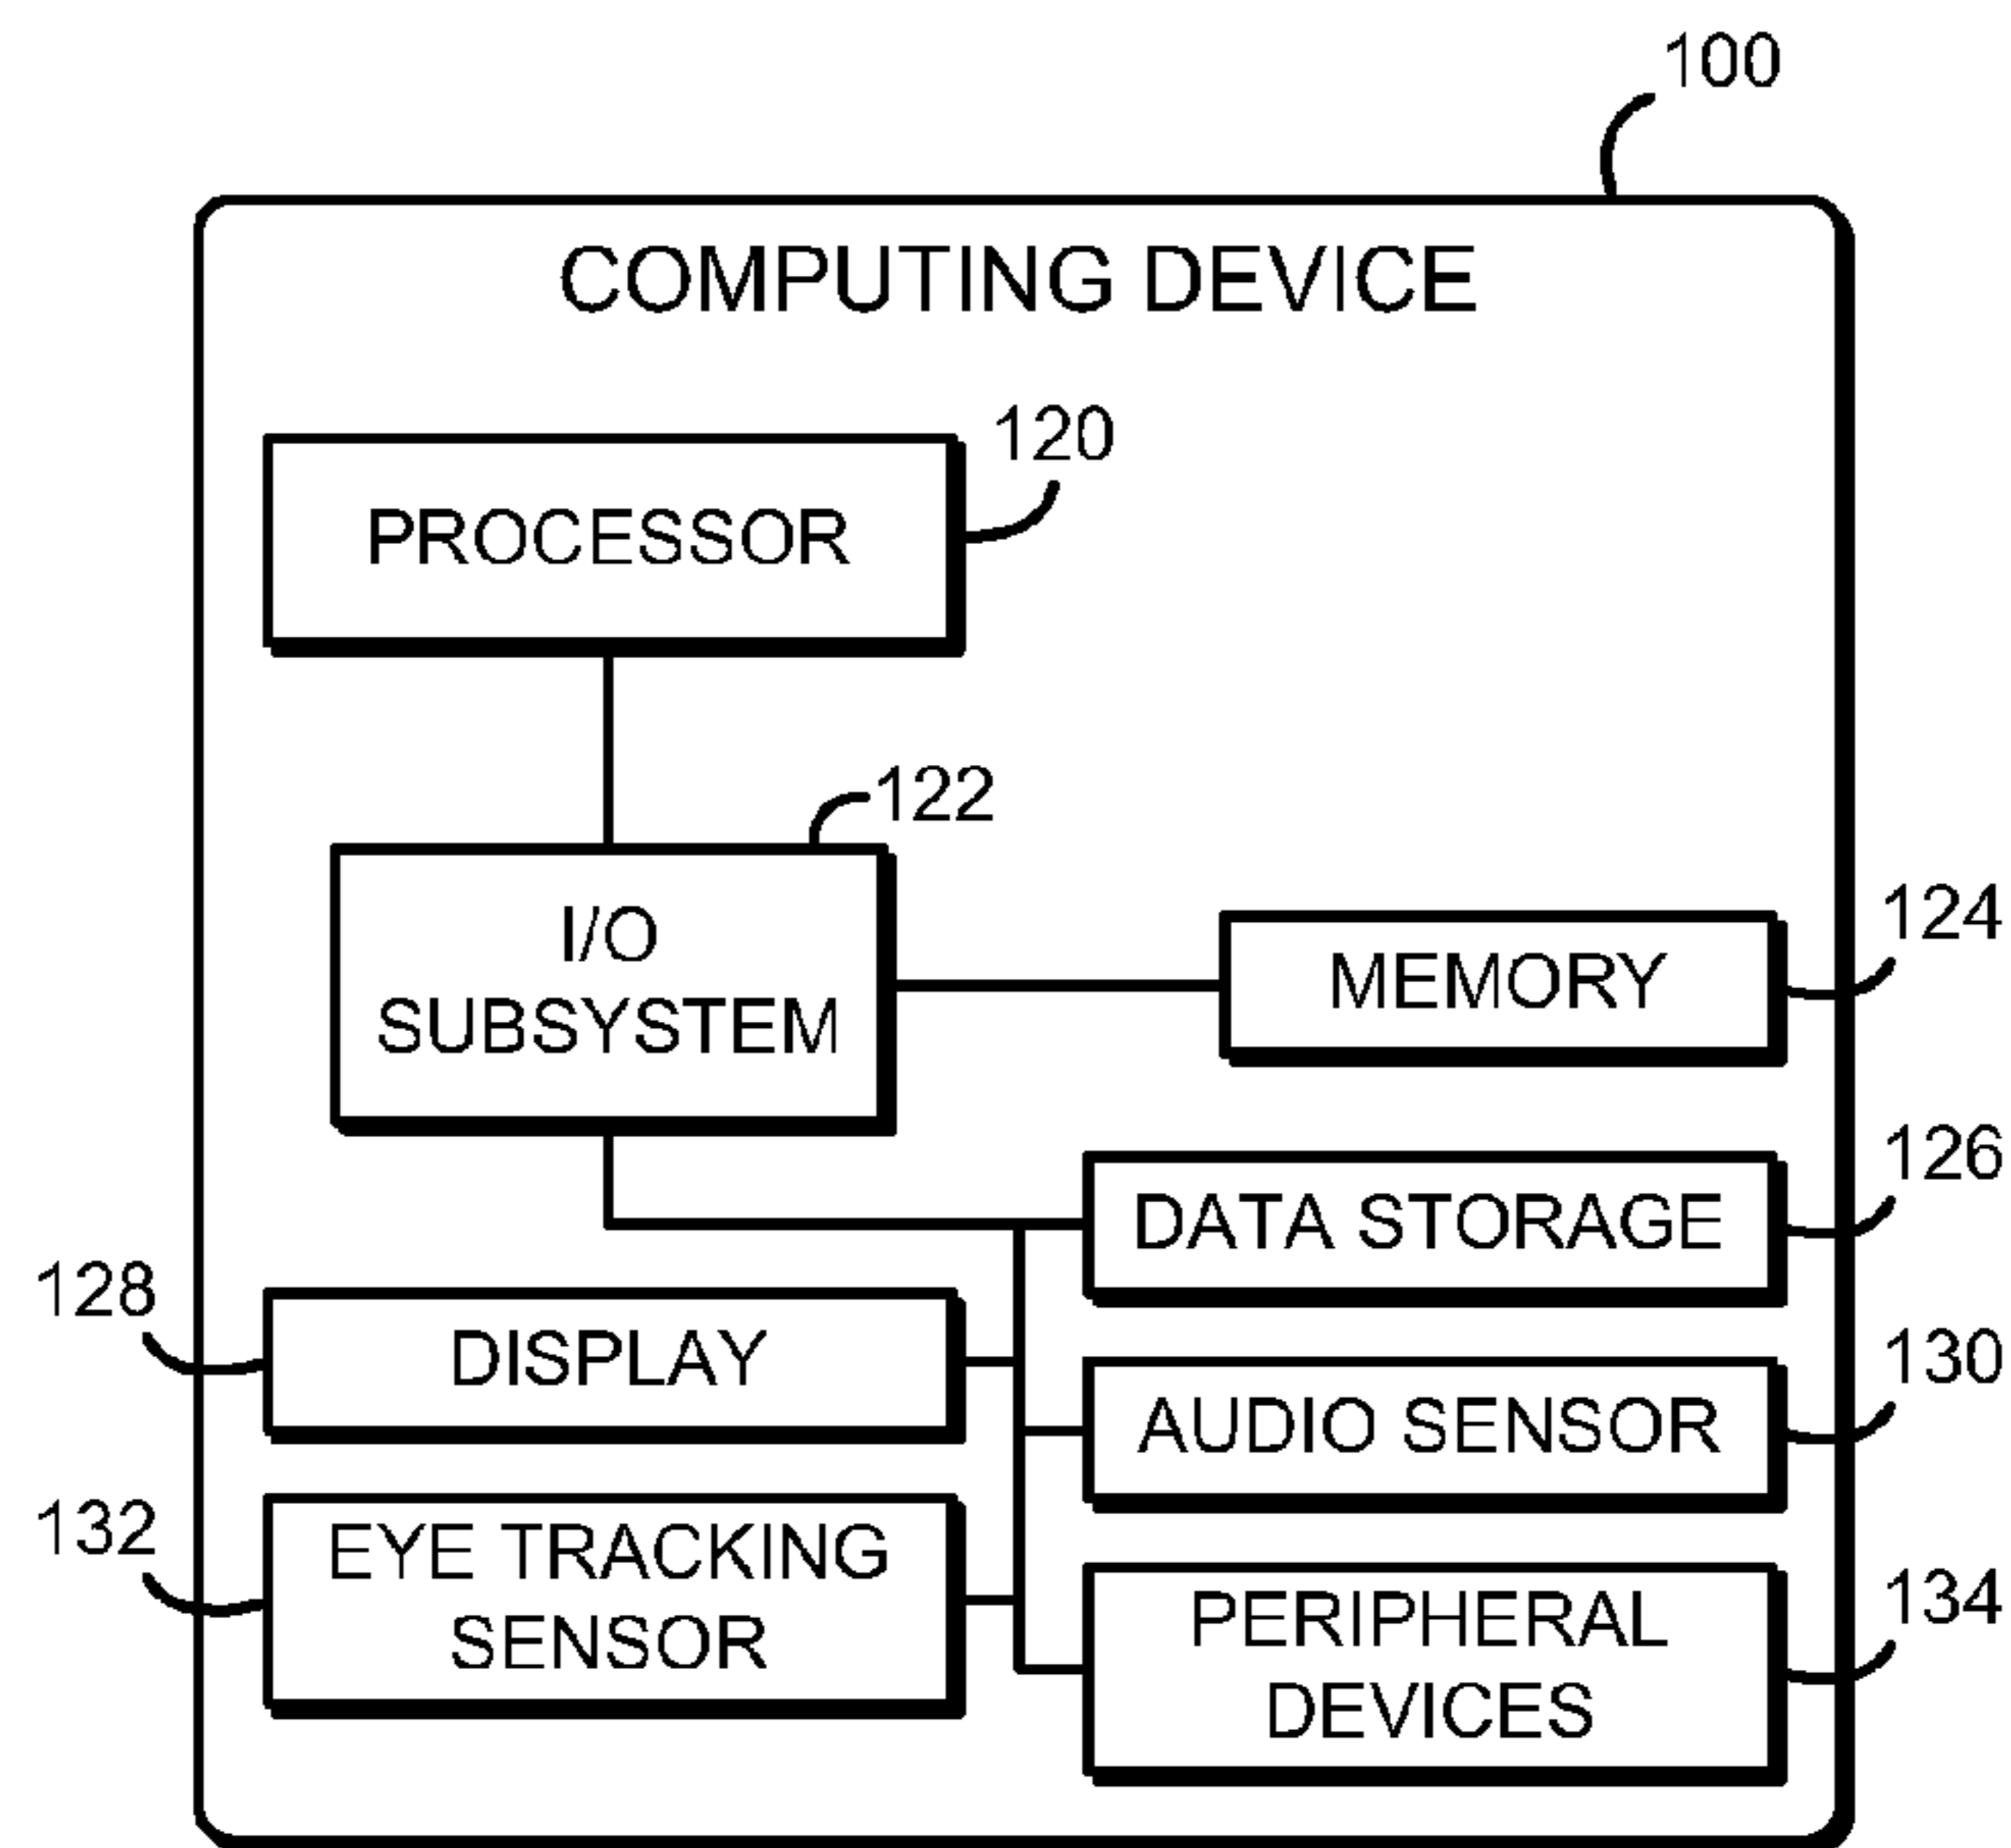 100
COMPUTING DEVICE
120
PROCESSOR
122
I/O
SUBSYSTEM
124
MEMORY
126
DATA STORAGE
128
DISPLAY
130
AUDIO SENSOR
132
EYE TRACKING
SENSOR
134
PERIPHERAL
DEVICES